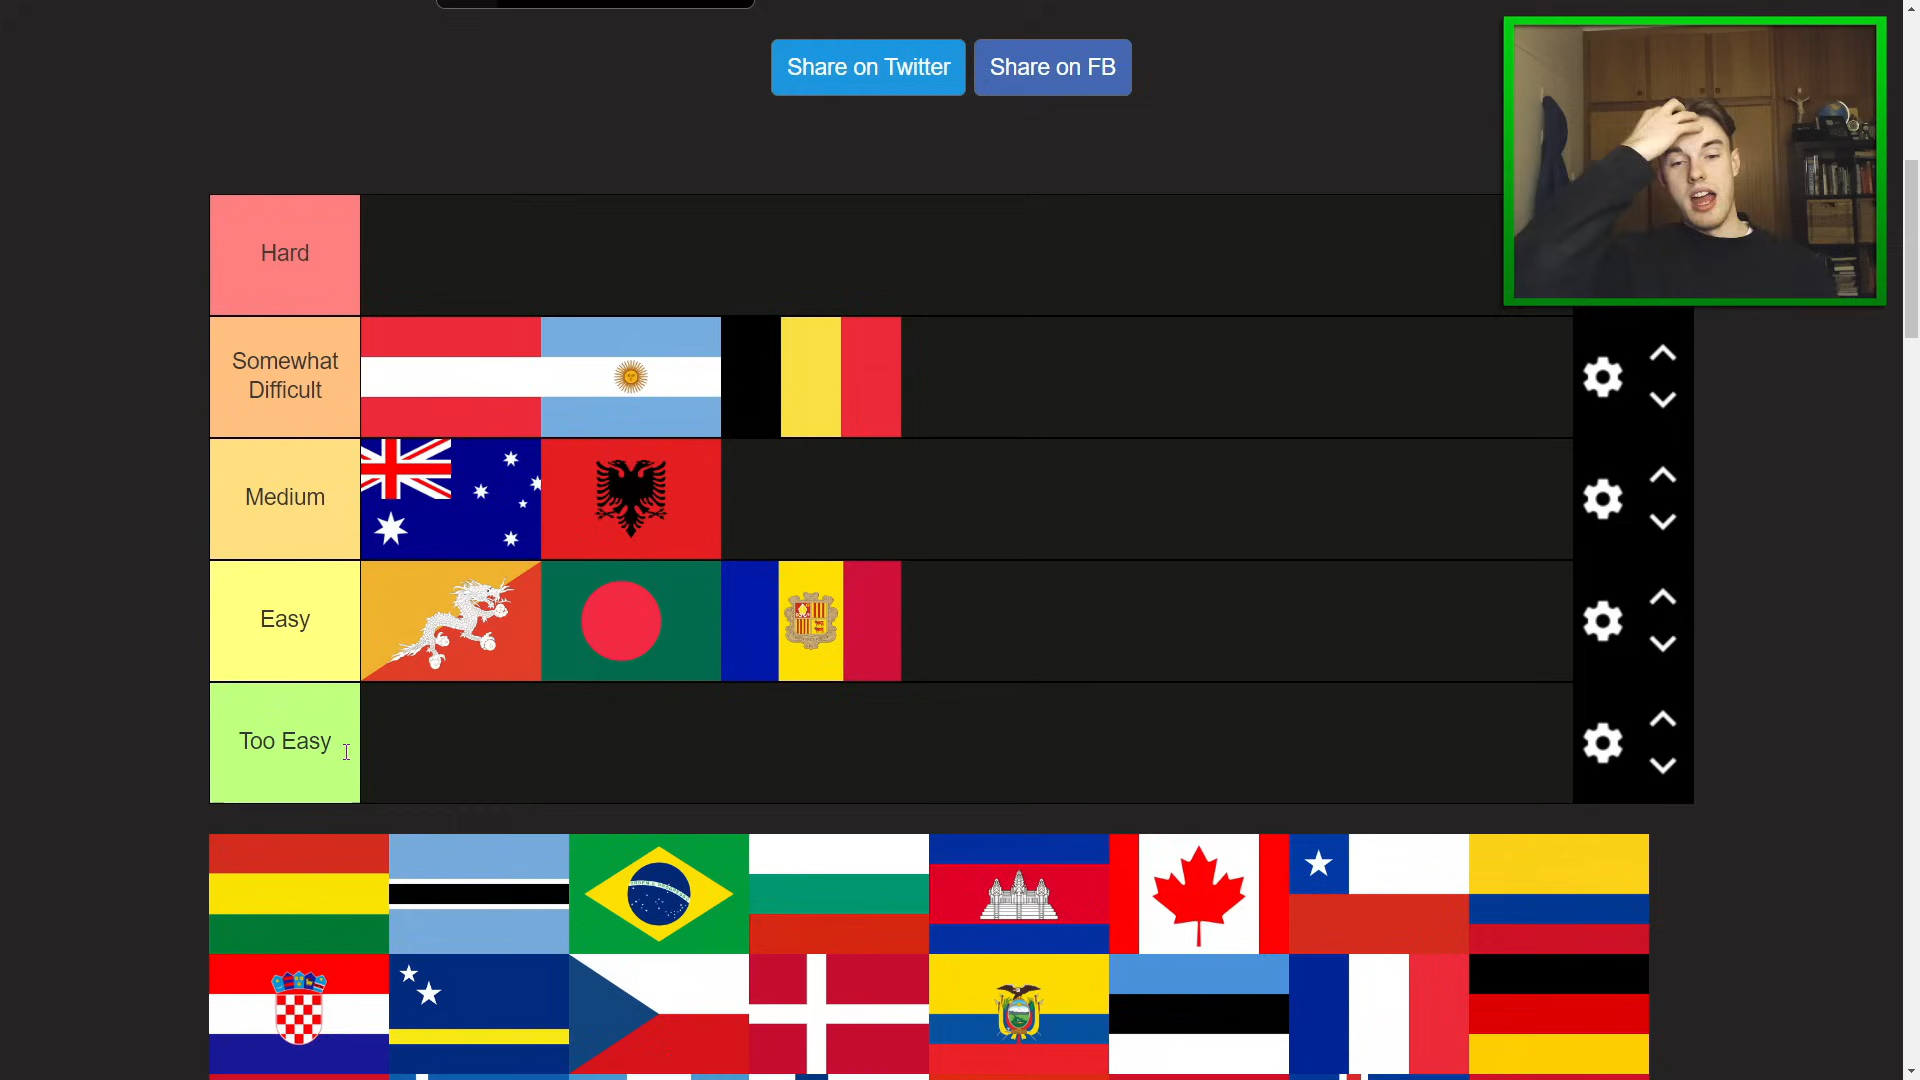 Share on Twitter
Share on FB
Hard
Somewhat
Difficult
Medium
Easy
Too Easy